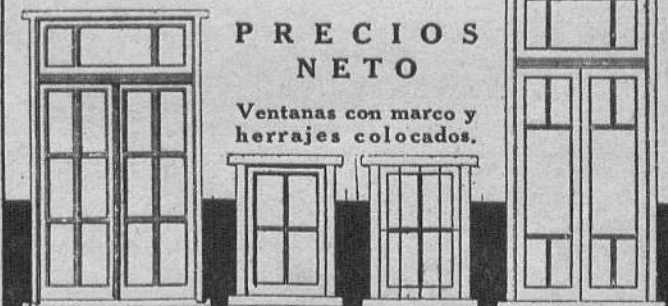 PRECIOS
NETO
Ventanas con marco y
herrajes colocados.